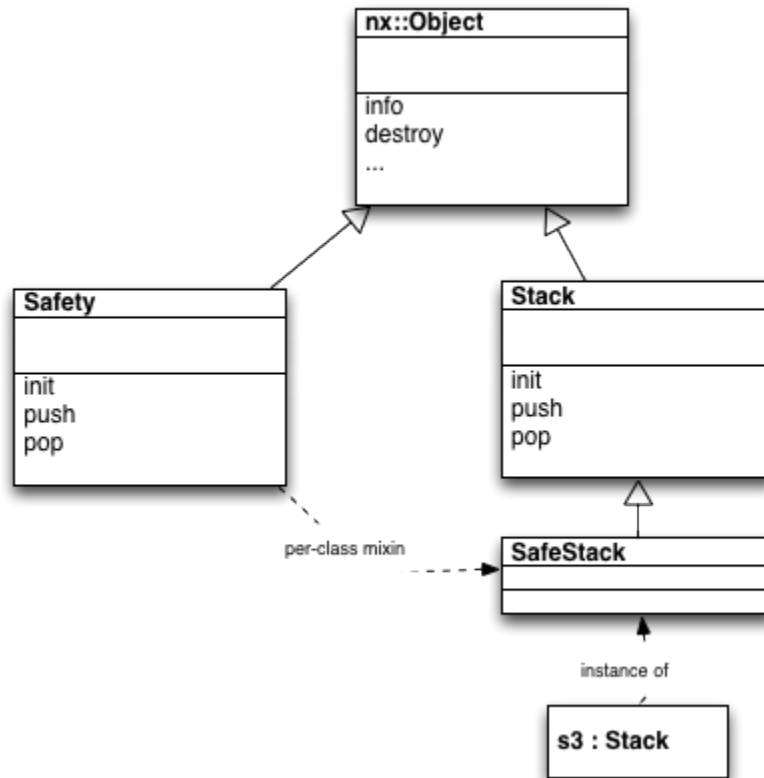 nx::Object
info
destroy
...
Safety
init
push
pop
Stack
init
push
pop
per-class mixin
SafeStack
instance of
s3 : Stack